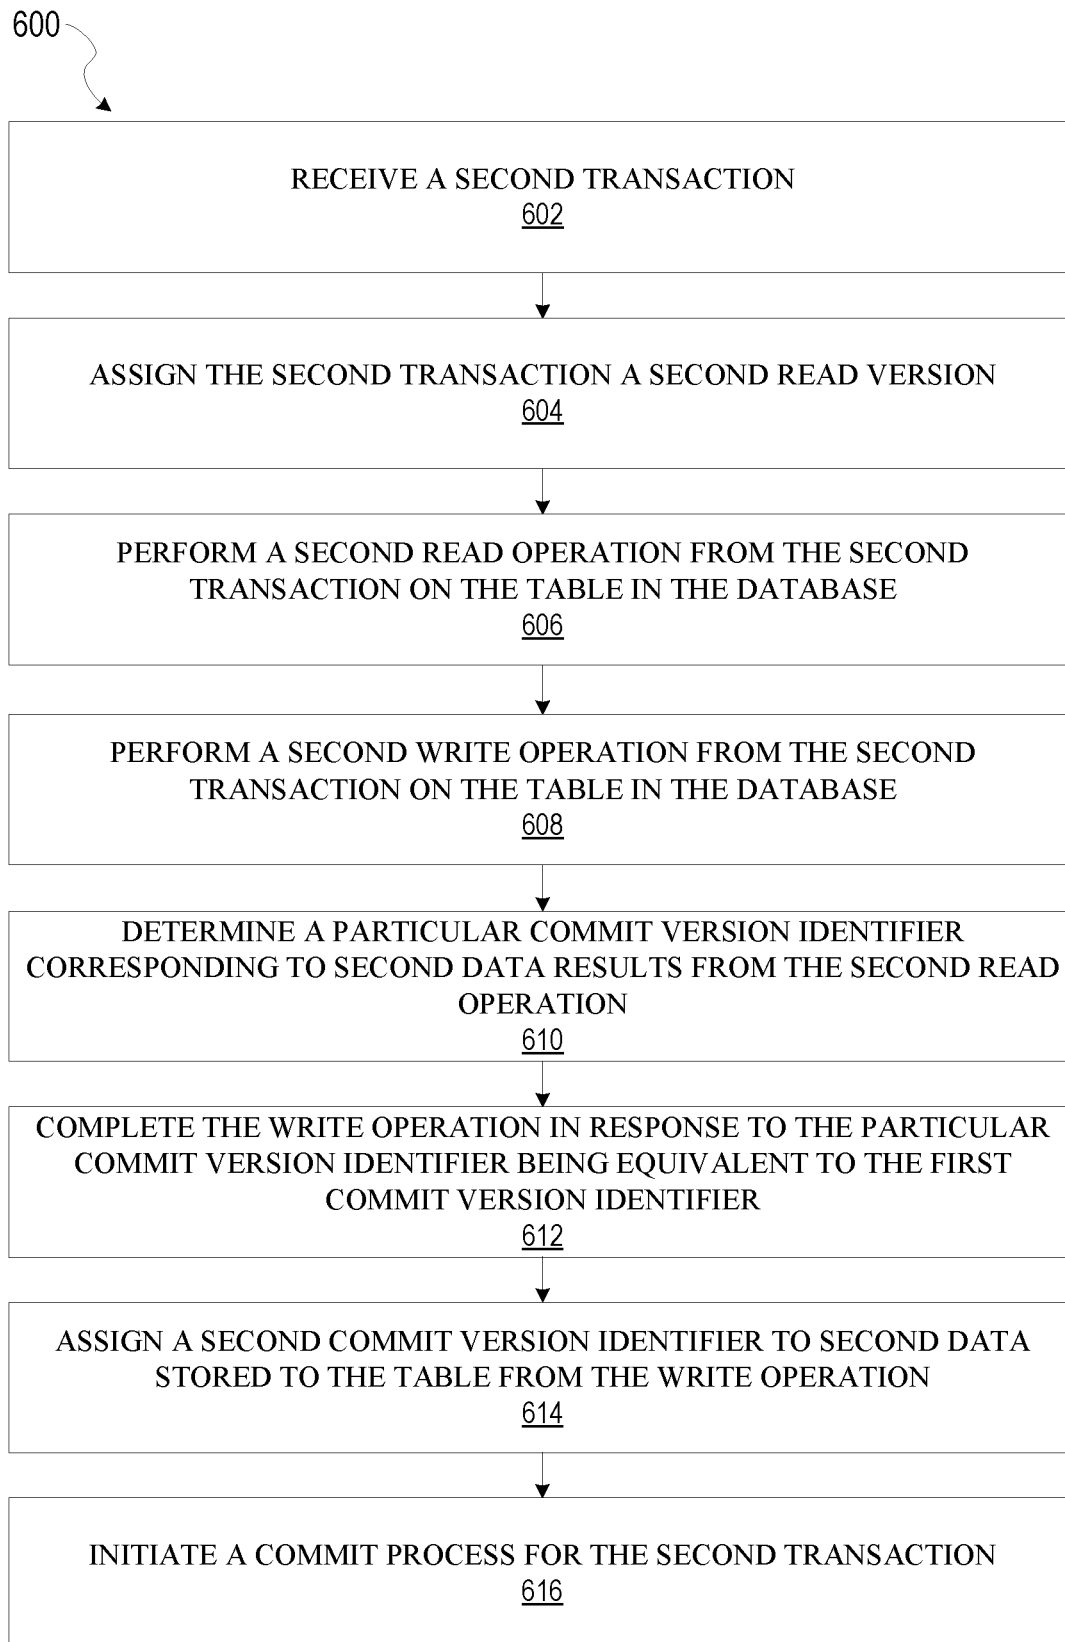 600
RECEIVE A SECOND TRANSACTION
602
ASSIGN THE SECOND TRANSACTION A SECOND READ VERSION
604
PERFORM A SECOND READ OPERATION FROM THE SECOND
TRANSACTION ON THE TABLE IN THE DATABASE
606
PERFORM A SECOND WRITE OPERATION FROM THE SECOND
TRANSACTION ON THE TABLE IN THE DATABASE
608
DETERMINE A PARTICULAR COMMIT VERSION IDENTIFIER
CORRESPONDING TO SECOND DATA RESULTS FROM THE SECOND READ
OPERATION
610
COMPLETE THE WRITE OPERATION IN RESPONSE TO THE PARTICULAR
COMMIT VERSION IDENTIFIER BEING EQUIVALENT TO THE FIRST
COMMIT VERSION IDENTIFIER
612
ASSIGN A SECOND COMMIT VERSION IDENTIFIER TO SECOND DATA
STORED TO THE TABLE FROM THE WRITE OPERATION
614
INITIATE A COMMIT PROCESS FOR THE SECOND TRANSACTION
616